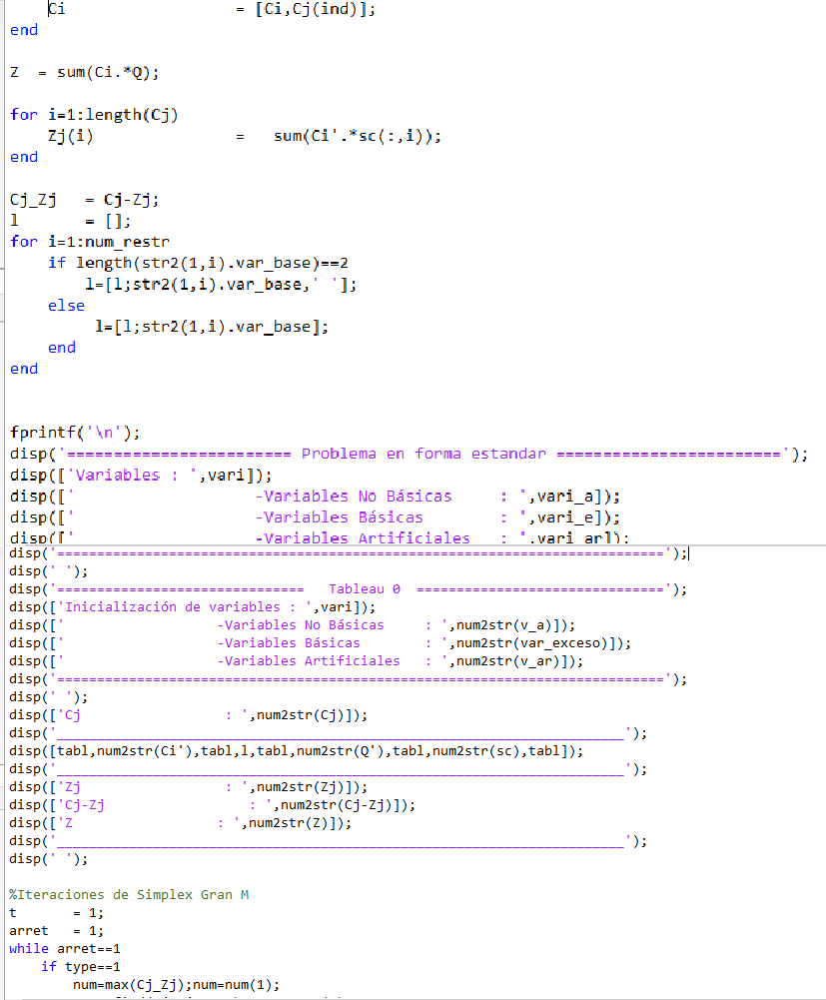 Ci                  = [Ci,Cj(ind)];
end
Z  = sum(Ci.*Q);
for i=1:length(Cj)
    Zj(i)               =   sum(Ci'.*sc(:,i));
end
Cj_Zj   = Cj-Zj;
l       = [];
for i=1:num_restr
    if length(str2(1,i).var_base)==2
        l=[l;str2(1,i).var_base,' '];
    else
         l=[l;str2(1,i).var_base];
    end
end
fprintf('\n');
disp('======================== Problema en forma estandar ========================');
disp(['Variables : ',vari]);
disp(['                   -Variables No Básicas     : ',vari_a]);
disp(['                   -Variables Básicas        : ',vari_e]);
disp(['                   -Variables Artificiales   : ',vari_ar]);
disp('============================================================================');
disp(' ');
disp('===============================   Tableau 0  ===============================');
disp(['Inicialización de variables : ',vari]);
disp(['                   -Variables No Básicas     : ',num2str(v_a)]);
disp(['                   -Variables Básicas        : ',num2str(var_exceso)]);
disp(['                   -Variables Artificiales   : ',num2str(v_ar)]);
disp('============================================================================');
disp(' ');
disp(['Cj                  : ',num2str(Cj)]);
disp('_______________________________________________________________________');
disp([tabl,num2str(Ci'),tabl,l,tabl,num2str(Q'),tabl,num2str(sc),tabl]);
disp('_______________________________________________________________________');
disp(['Zj                  : ',num2str(Zj)]);
disp(['Cj-Zj                  : ',num2str(Cj-Zj)]);
disp(['Z                  : ',num2str(Z)]);
disp('_______________________________________________________________________');
disp(' ');
%Iteraciones de Simplex Gran M
t       = 1;
arret   = 1;
while arret==1
    if type==1
        num=max(Cj_Zj);num=num(1);